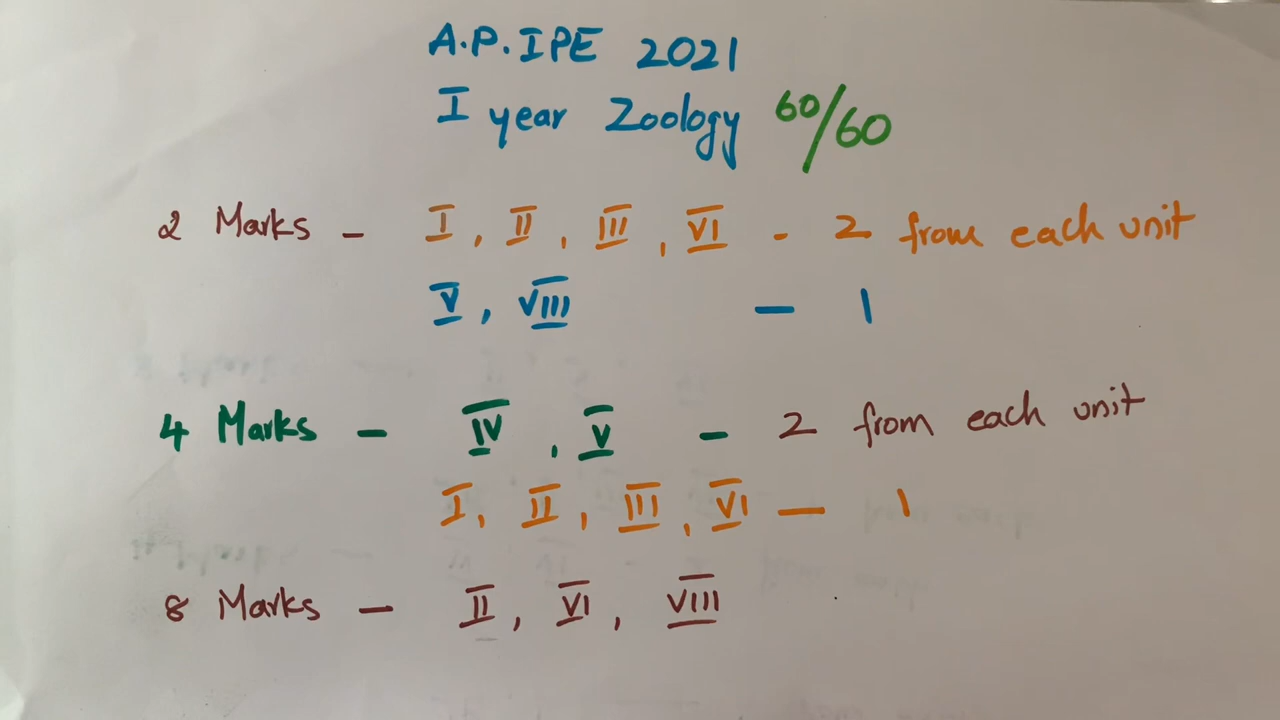 A.P. IPE 2021
I year Zoology 60/60
2 Marks - I, II, III, VI - 2 from each unit
V, VIII - 1
4 Marks - IV, V - 2 from each unit
I, II, III, VI - 1
8 Marks - II, VI, VIII